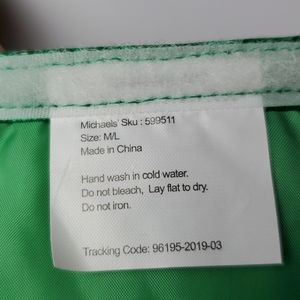 Michaels' Sku : 599511
Size: M/L
Made in China
Hand wash in cold water.
Do not bleach, Lay flat to dry.
Do not iron.
Tracking Code: 96195-2019-03